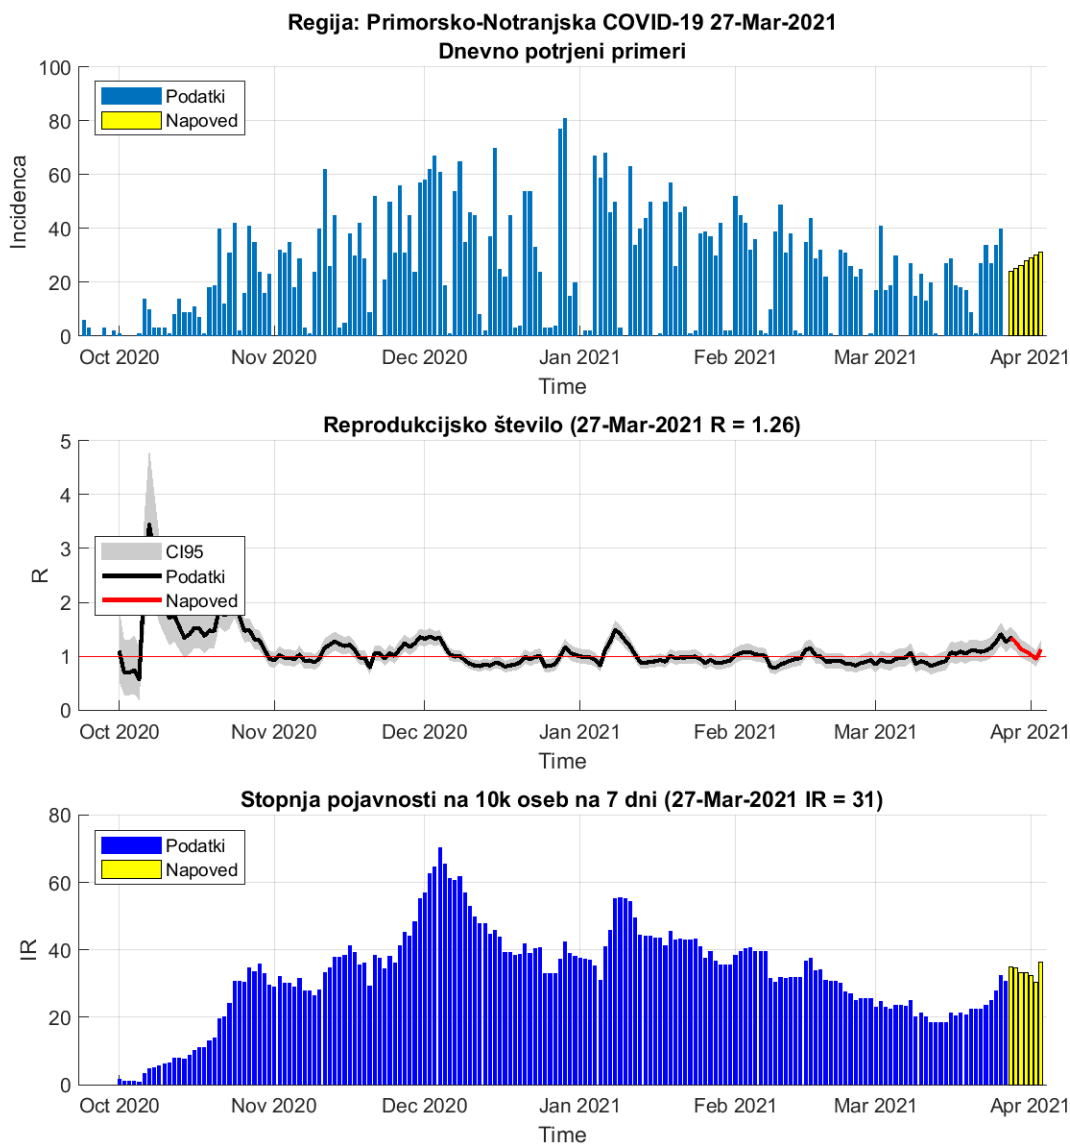 Regija: Primorsko-Notranjska COVID-19 27-Mar-2021
Dnevno potrjeni primeri
100
80
60
40
20
0
Incidenca
Podatki
Napoved
Oct 2020 Nov 2020 Dec 2020 Jan 2021 Feb 2021 Mar 2021 Apr 2021
Time
Reprodukcijsko število (27-Mar-2021 R = 1.26)
5
4
3
2
1
0
R
CI95
Podatki
Napoved
Oct 2020 Nov 2020 Dec 2020 Jan 2021 Feb 2021 Mar 2021 Apr 2021
Time
Stopnja pojavnosti na 10k oseb na 7 dni (27-Mar-2021 IR = 31)
80
60
40
20
0
IR
Podatki
Napoved
Oct 2020 Nov 2020 Dec 2020 Jan 2021 Feb 2021 Mar 2021 Apr 2021
Time